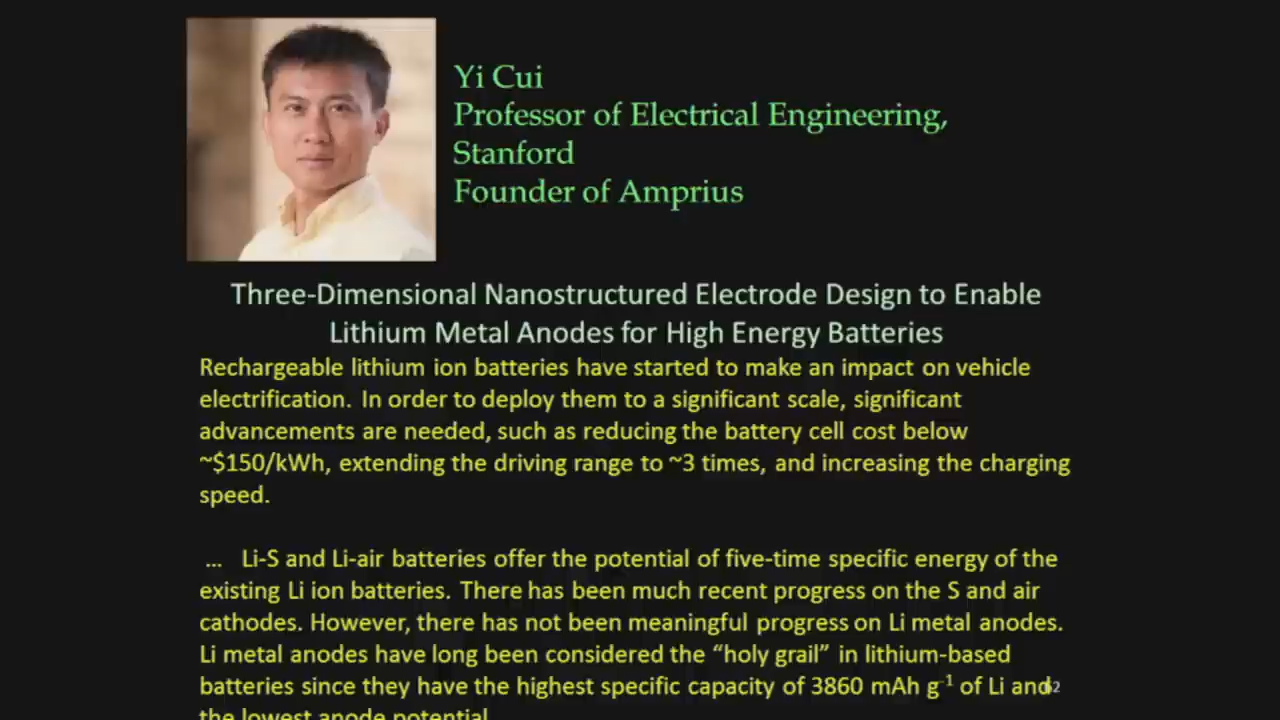 Yi Cui
Professor of Electrical Engineering,
Stanford
Founder of Amprius
Three-Dimensional Nanostructured Electrode Design to Enable
Lithium Metal Anodes for High Energy Batteries
Rechargeable lithium ion batteries have started to make an impact on vehicle
electrification. In order to deploy them to a significant scale, significant
advancements are needed, such as reducing the battery cell cost below
~$150/kWh, extending the driving range to ~3 times, and increasing the charging
speed.
... Li-S and Li-air batteries offer the potential of five-time specific energy of the
existing Li ion batteries. There has been much recent progress on the S and air
cathodes. However, there has not been meaningful progress on Li metal anodes.
Li metal anodes have long been considered the “holy grail” in lithium-based
batteries since they have the highest specific capacity of 3860 mAh g⁻¹ of Li and
the lowest anode potential